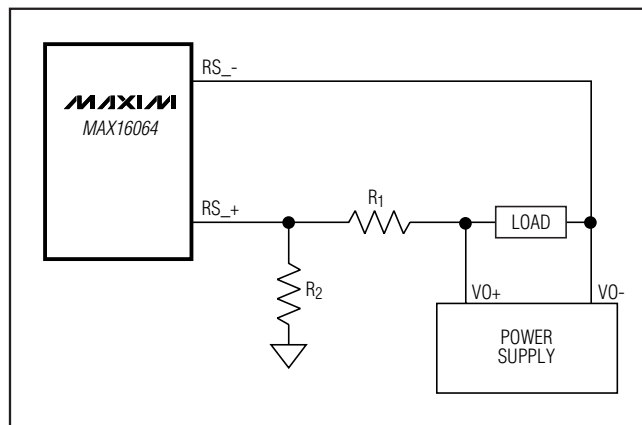 RS_-
MAXIM
MAX16064
RS_+
R1
LOAD
R2
VO+
VO-
POWER
SUPPLY